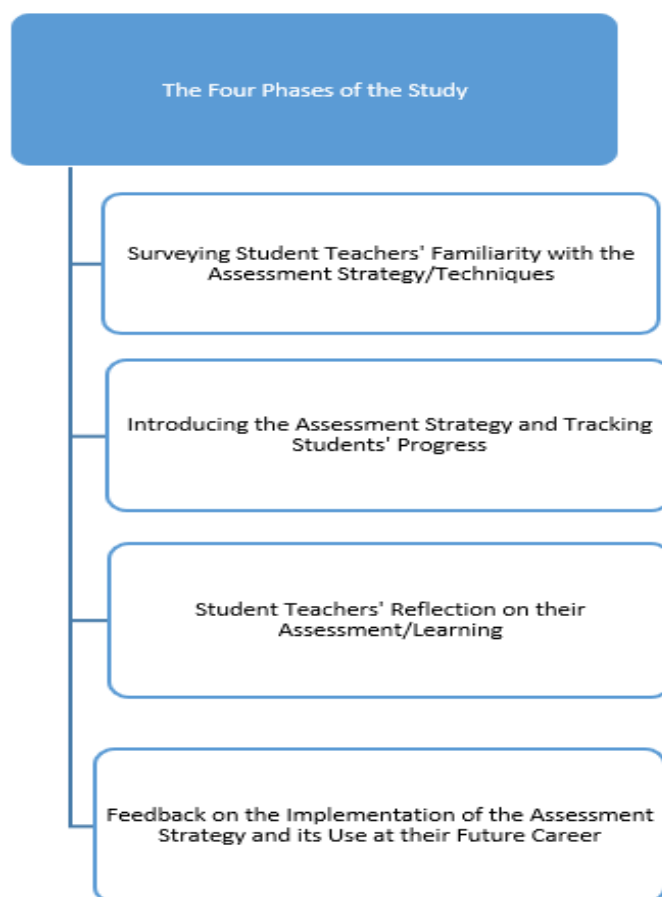 The Four Phases of the Study
Surveying Student Teachers' Familiarity with the
Assessment Strategy/Techniques
Introducing the Assessment Strategy and Tracking
Students' Progress
Student Teachers' Reflection on their
Assessment/Learning
Feedback on the Implementation of the Assessment
Strategy and its Use at their Future Career